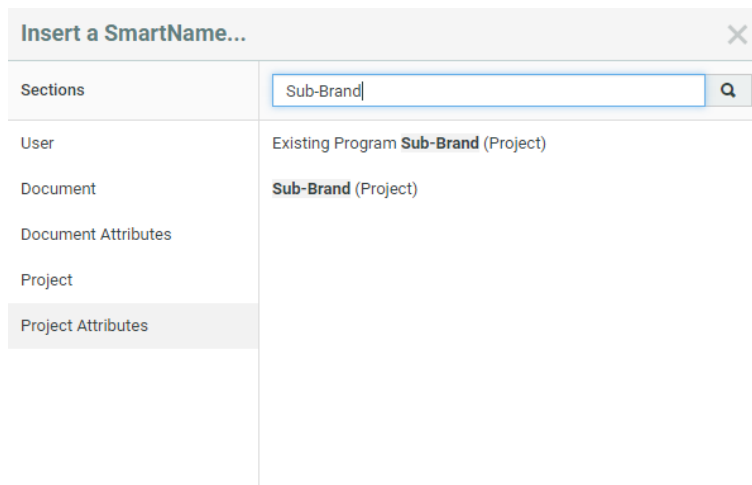 Insert a SmartName...
Sections
Sub-Brand
User
Existing Program Sub-Brand (Project)
Document
Sub-Brand (Project)
Document Attributes
Project
Project Attributes